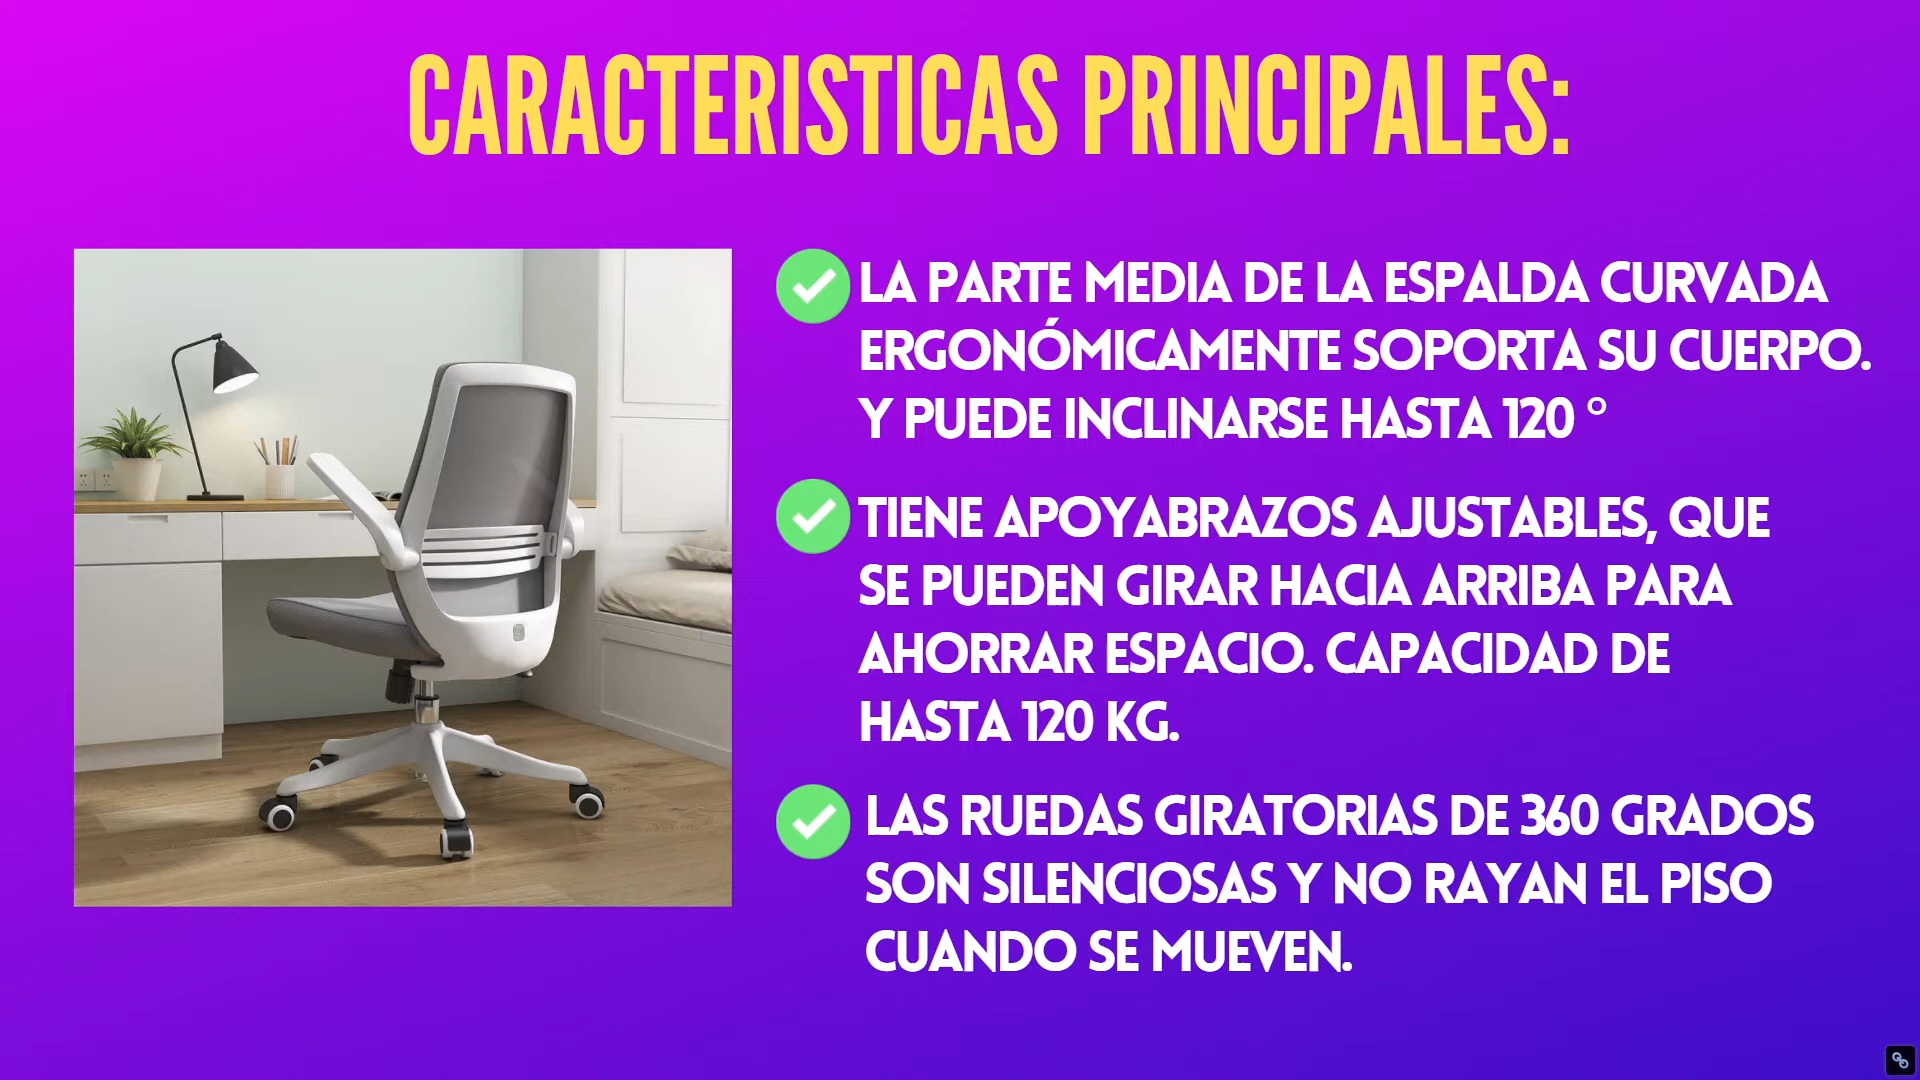 CARACTERISTICAS PRINCIPALES:
LA PARTE MEDIA DE LA ESPALDA CURVADA
ERGONÓMICAMENTE SOPORTA SU CUERPO.
Y PUEDE INCLINARSE HASTA 120 °
TIENE APOYABRAZOS AJUSTABLES, QUE
SE PUEDEN GIRAR HACIA ARRIBA PARA
AHORRAR ESPACIO. CAPACIDAD DE
HASTA 120 KG.
LAS RUEDAS GIRATORIAS DE 360 GRADOS
SON SILENCIOSAS Y NO RAYAN EL PISO
CUANDO SE MUEVEN.